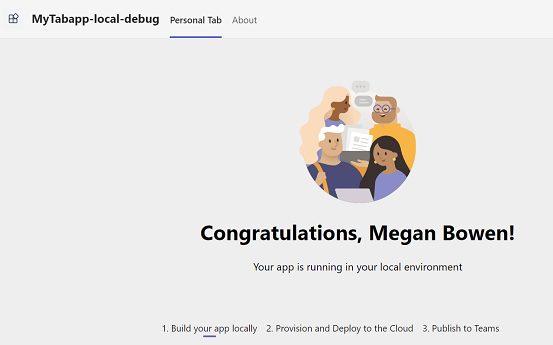 MyTabapp-local-debug Personal Tab About
Congratulations, Megan Bowen!
Your app is running in your local environment
1. Build your app locally 2. Provision and Deploy to the Cloud 3. Publish to Teams